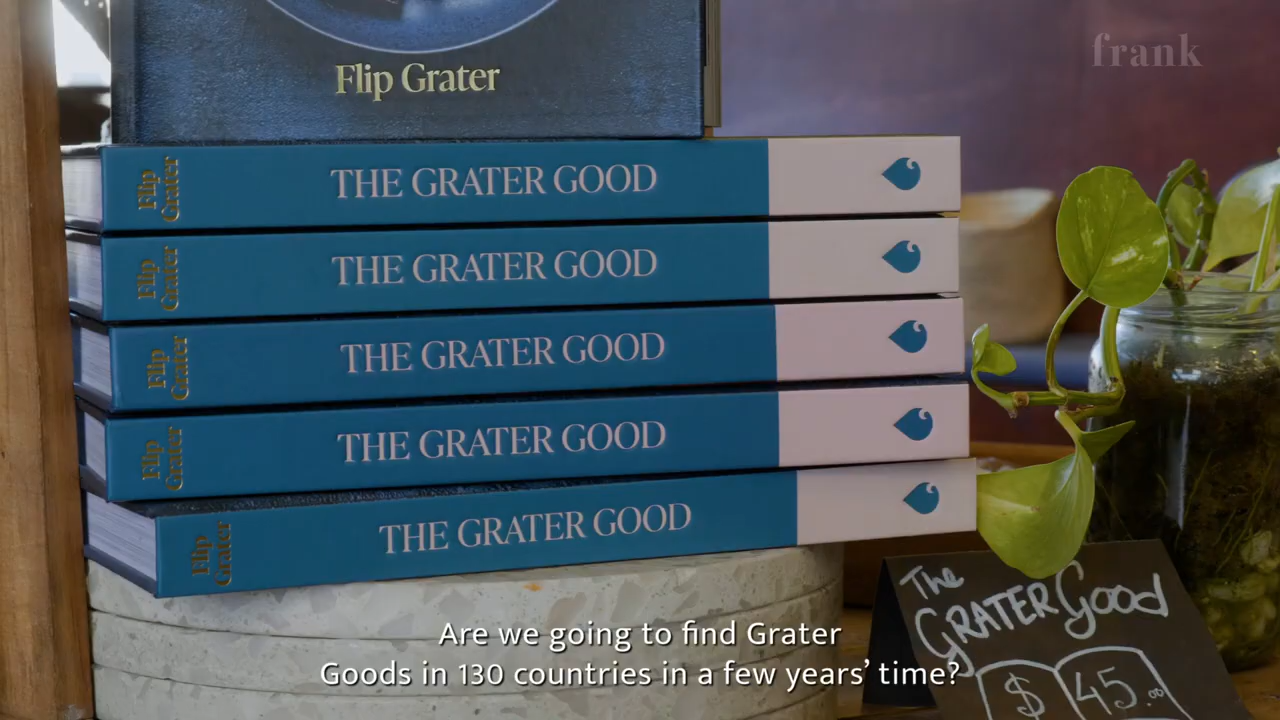 frank
Flip Grater
Flip
Grater
THE GRATER GOOD
Flip
Grater
THE GRATER GOOD
Flip
Grater
THE GRATER GOOD
Flip
Grater
THE GRATER GOOD
Flip
Grater
THE GRATER GOOD
The
GRATER Good
$ 45.00
Are we going to find Grater
Goods in 130 countries in a few years’ time?